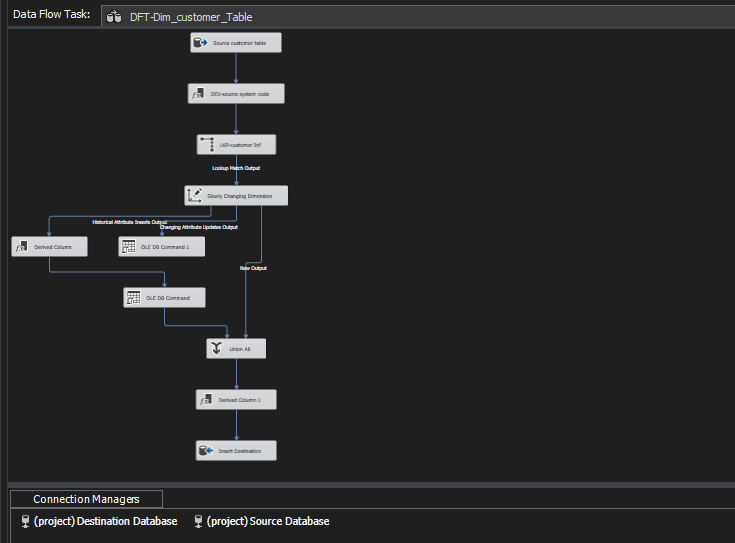 Data Flow Task:
DFT-Dim_customer_Table
Source customer table
DEV-source system code
LKP-customer Inf
Lookup Match Output
Slowly Changing Dimension
Historical Attribute Inserts Output
Changing Attribute Updates Output
Derived Column
OLE DB Command 1
New Output
OLE DB Command
Union All
Derived Column 1
Insert Destination
Connection Managers
(project) Destination Database
(project) Source Database